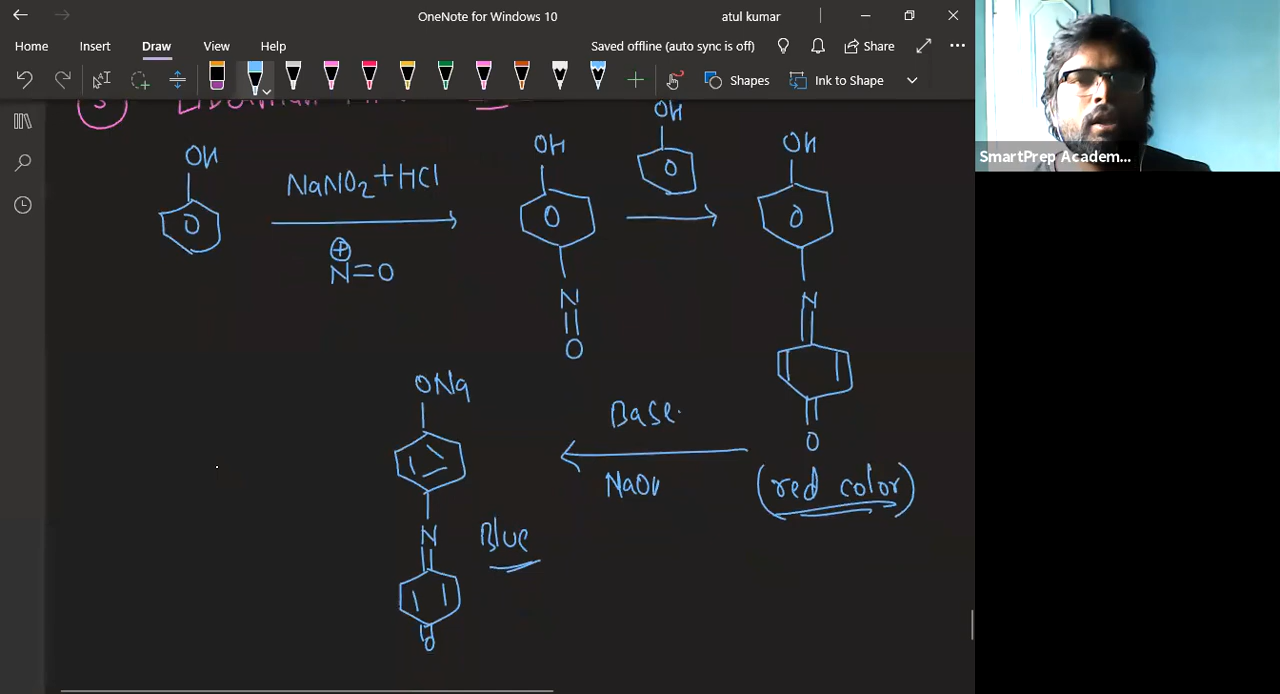 OneNote for Windows 10
atul kumar
Home Insert Draw View Help
Saved offline (auto sync is off)
Share
Shapes
Ink to Shape
SmartPrep Academ...
3
OH
NaNO2+HCl
⊕
N=O
OH
N
O
OH
OH
N
O
(red color)
Base
NaOH
ONa
N
O
Blue